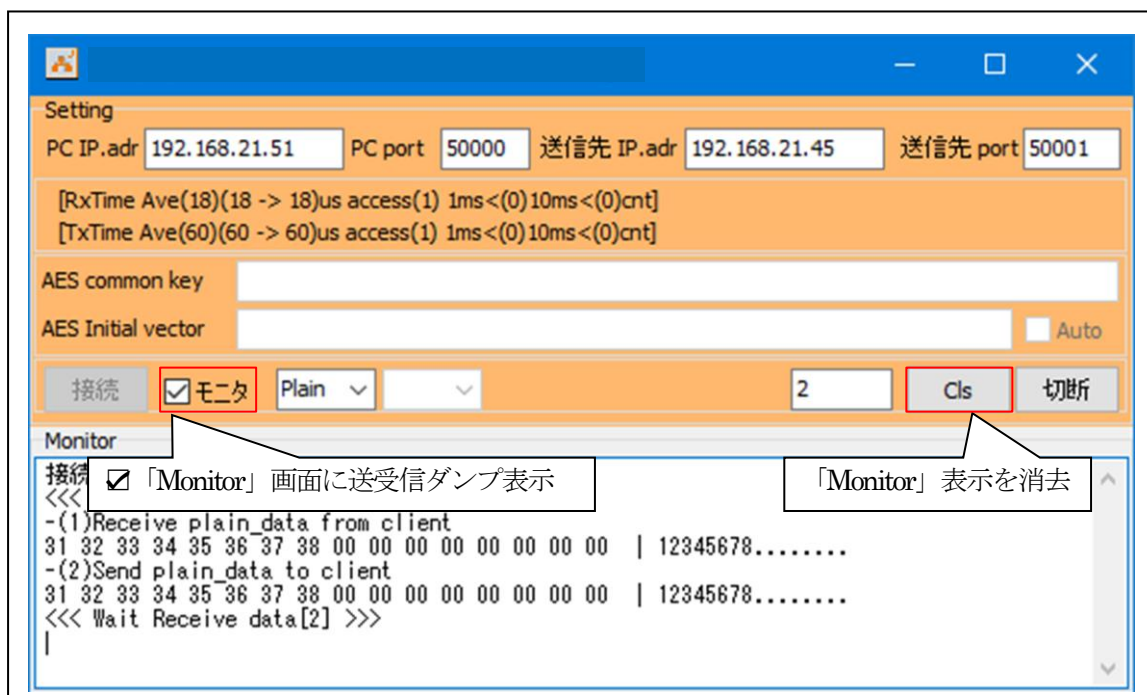 Setting
PC IP.adr 192.168.21.51 PC port 50000 送信先 IP.adr 192.168.21.45 送信先 port 50001
[RxTime Ave(18)(18 -> 18)us access(1) 1ms<(0)10ms<(0)cnt]
[TxTime Ave(60)(60 -> 60)us access(1) 1ms<(0)10ms<(0)cnt]
AES common key
AES Initial vector Auto
接続 モニタ Plain 2 Cls 切断
Monitor
接続
☑「Monitor」画面に送受信ダンプ表示 「Monitor」表示を消去
<<<
-(1)Receive plain_data from client
31 32 33 34 35 36 37 38 00 00 00 00 00 00 00 00 | 12345678........
-(2)Send plain_data to client
31 32 33 34 35 36 37 38 00 00 00 00 00 00 00 00 | 12345678........
<<< Wait Receive data[2] >>>